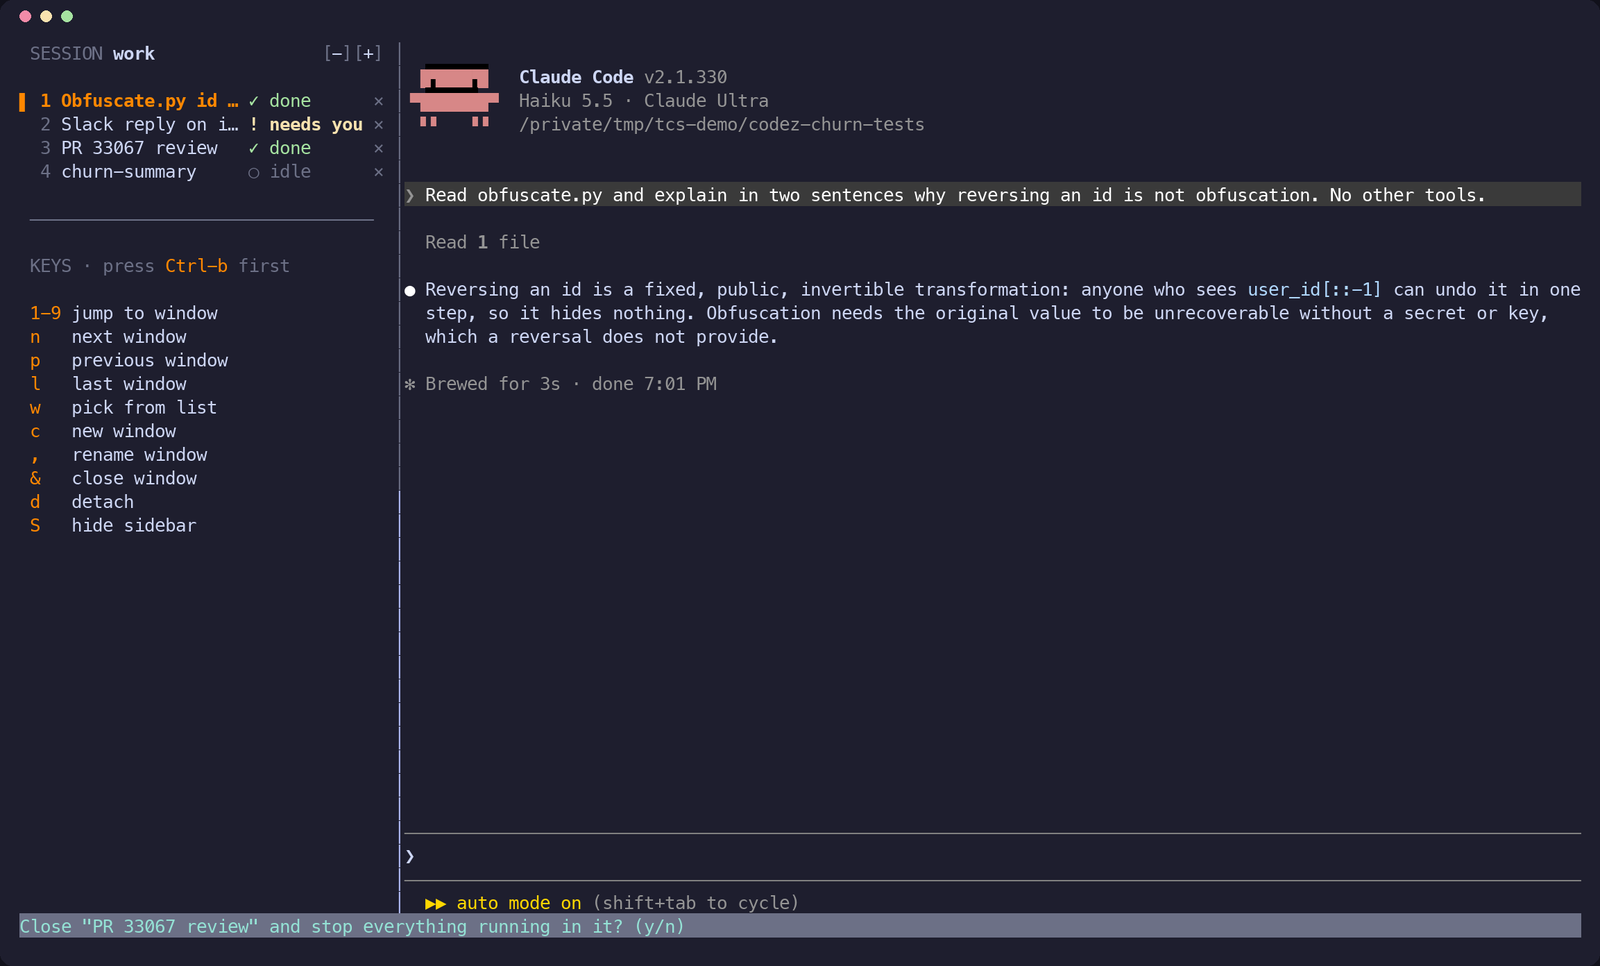 SESSION work [−][+]
1 Obfuscate.py id … ✓ done ×
2 Slack reply on i… ! needs you ×
3 PR 33067 review ✓ done ×
4 churn-summary ○ idle ×
KEYS · press Ctrl-b first
1-9 jump to window
n next window
p previous window
l last window
w pick from list
c new window
, rename window
& close window
d detach
S hide sidebar
Claude Code v2.1.330
Haiku 5.5 · Claude Ultra
/private/tmp/tcs-demo/codez-churn-tests
❯ Read obfuscate.py and explain in two sentences why reversing an id is not obfuscation. No other tools.
Read 1 file
● Reversing an id is a fixed, public, invertible transformation: anyone who sees user_id[::-1] can undo it in one
step, so it hides nothing. Obfuscation needs the original value to be unrecoverable without a secret or key,
which a reversal does not provide.
✻ Brewed for 3s · done 7:01 PM
❯
▶▶ auto mode on (shift+tab to cycle)
Close "PR 33067 review" and stop everything running in it? (y/n)